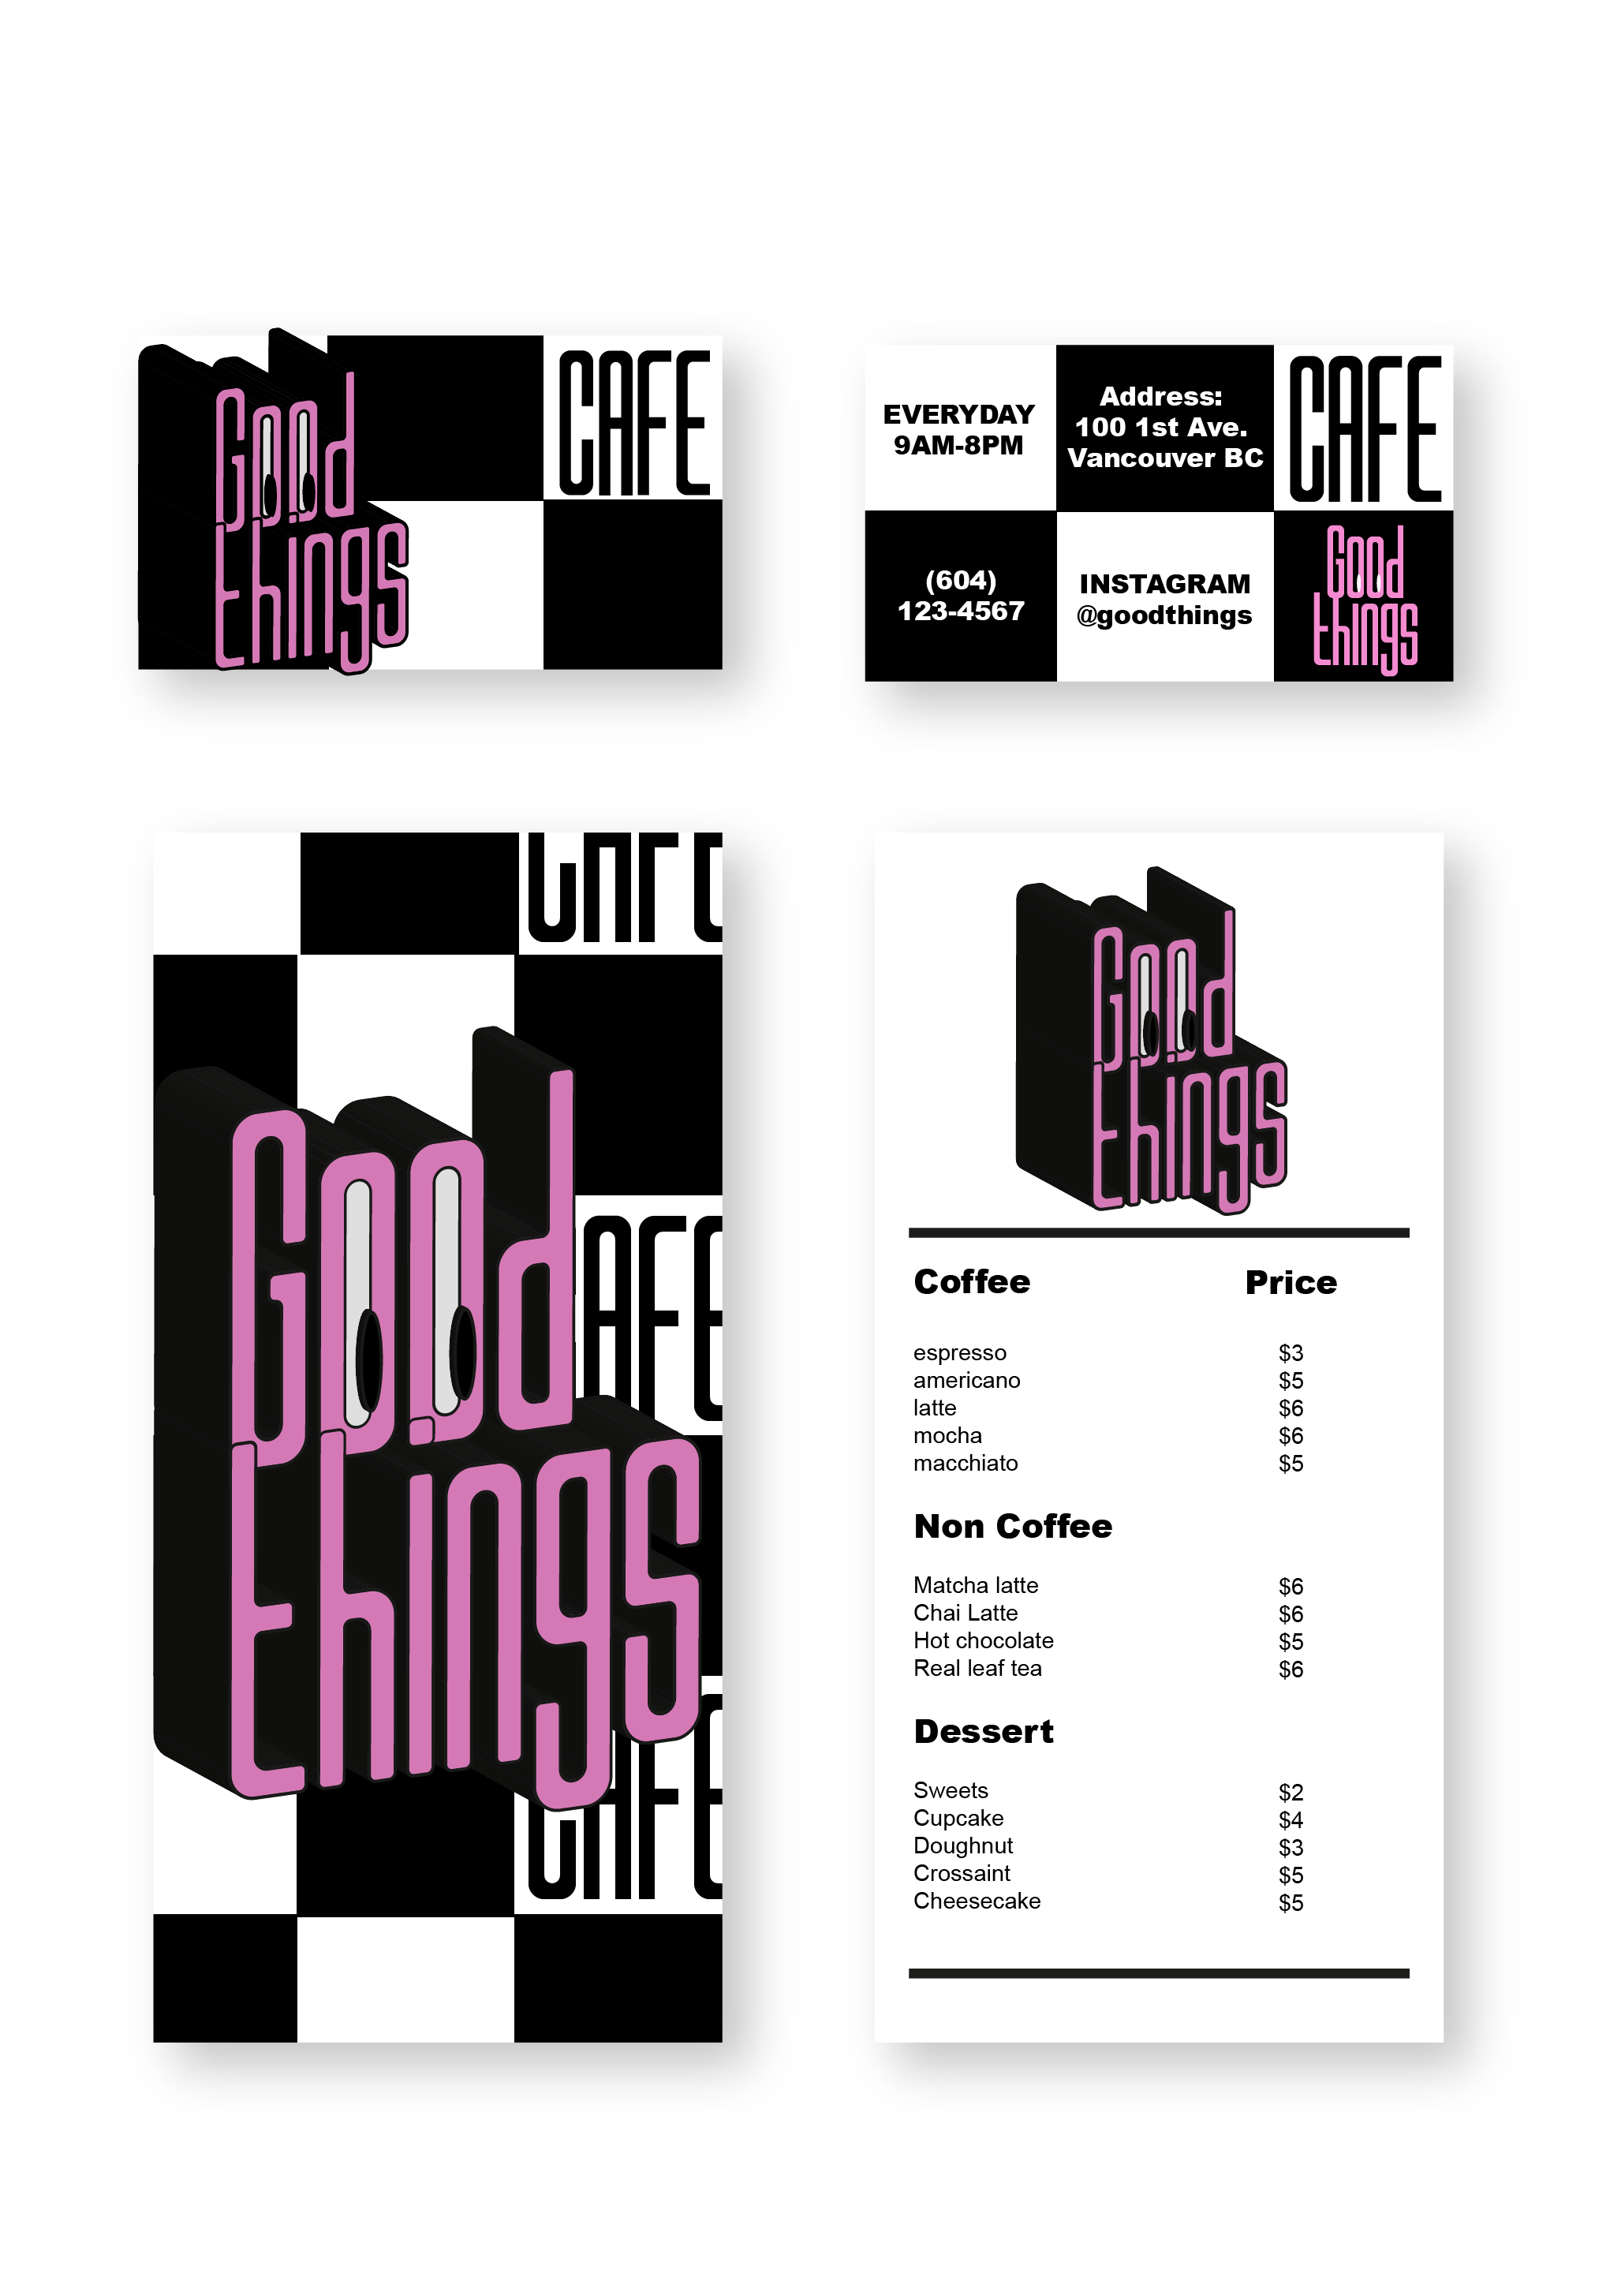 Good
things
CAFE
EVERYDAY
9AM-8PM
Address:
100 1st Ave.
Vancouver BC
CAFE
(604)
123-4567
INSTAGRAM
@goodthings
Good
things
CAFE
Good
things
CAFE
CAFE
Good
things
Coffee Price
espresso $3
americano $5
latte $6
mocha $6
macchiato $5
Non Coffee
Matcha latte $6
Chai Latte $6
Hot chocolate $5
Real leaf tea $6
Dessert
Sweets $2
Cupcake $4
Doughnut $3
Crossaint $5
Cheesecake $5